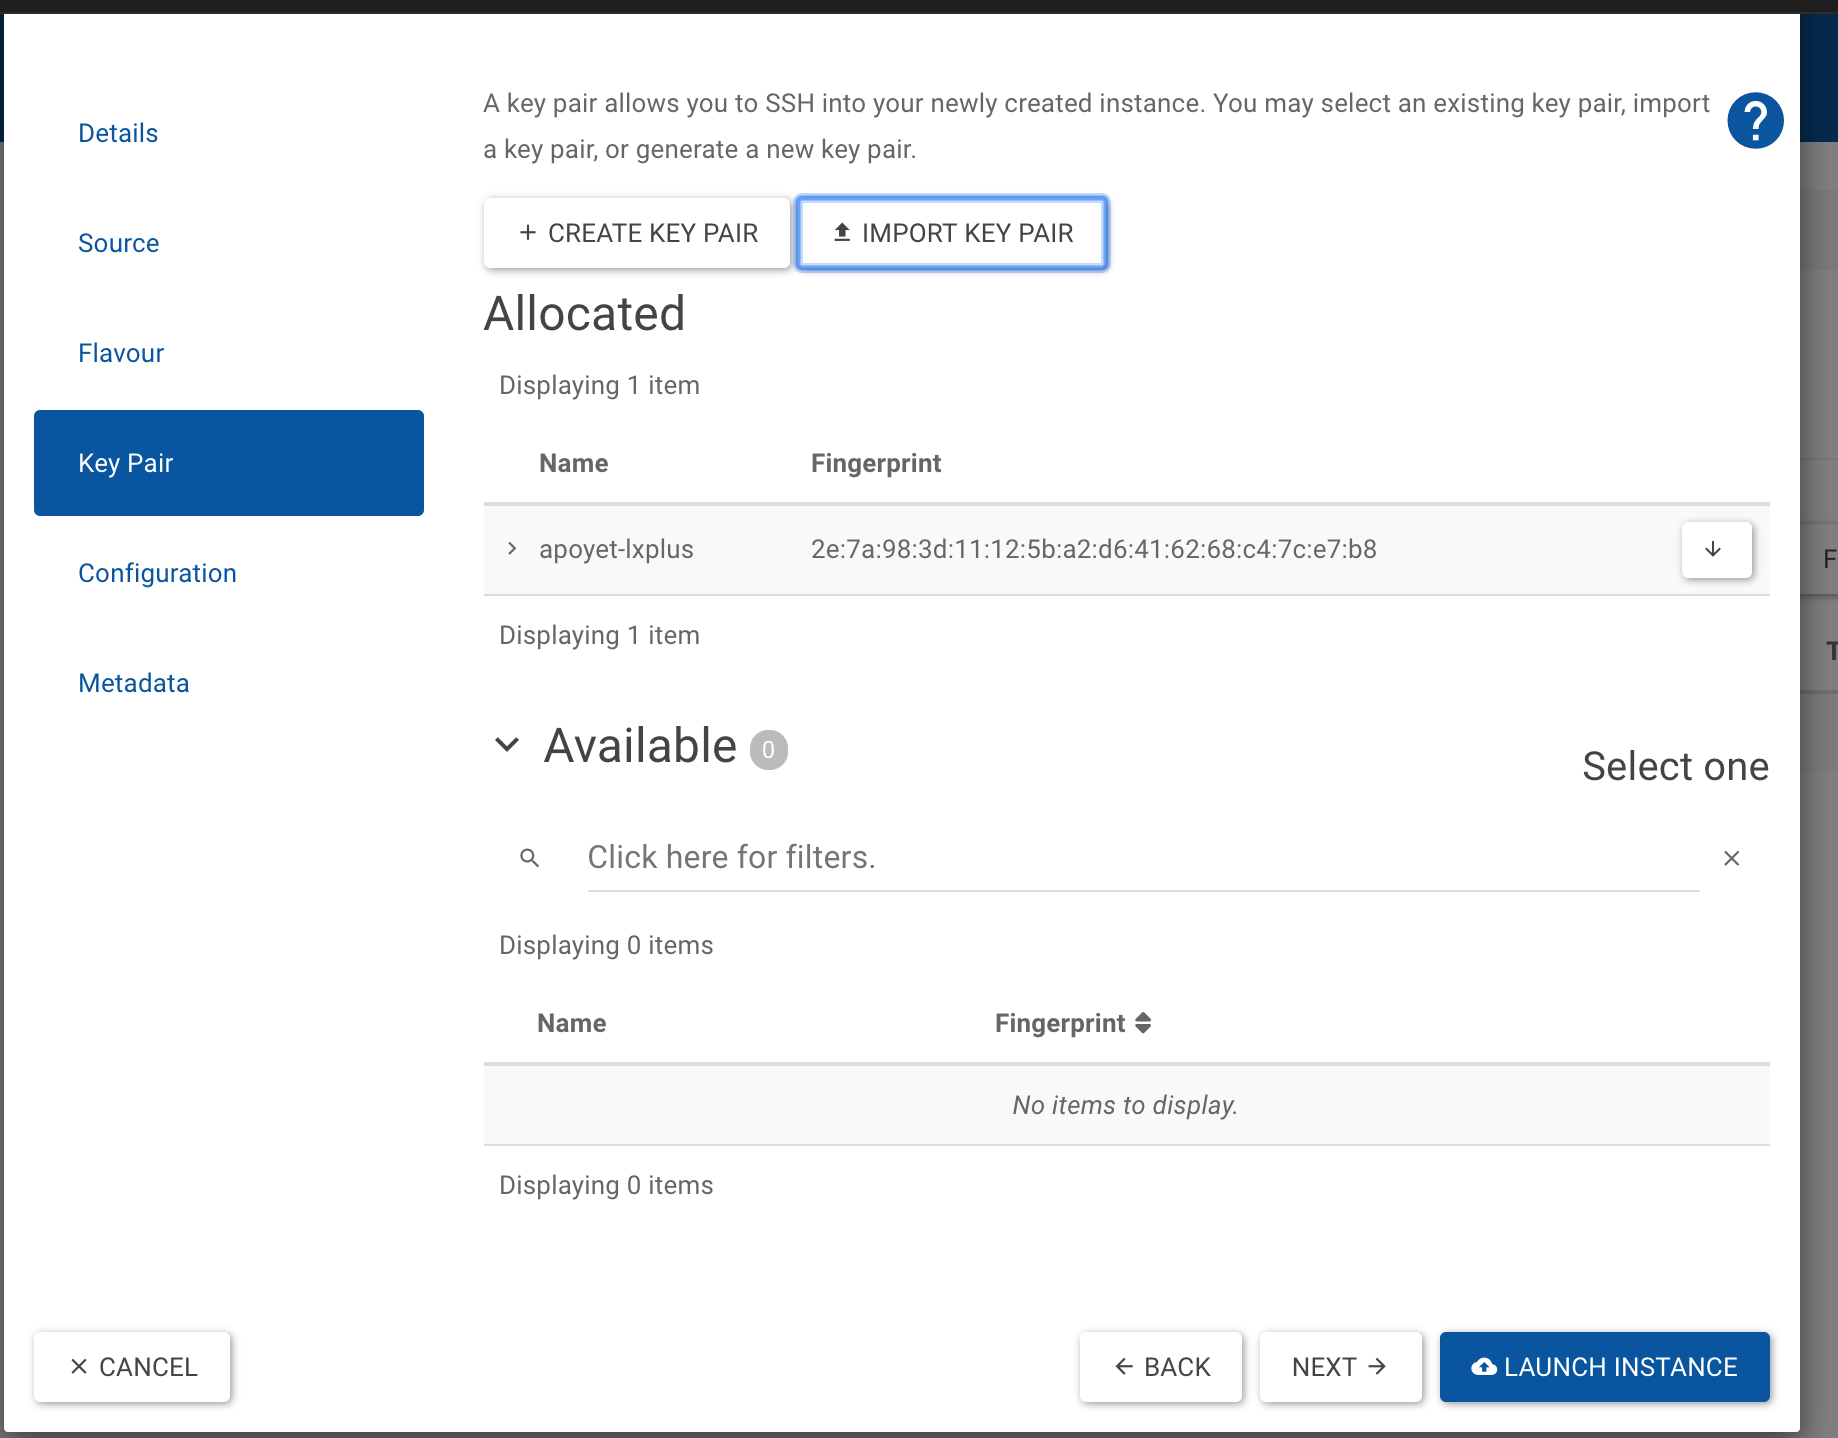 A key pair allows you to SSH into your newly created instance. You may select an existing key pair, import
a key pair, or generate a new key pair.
?
Details
Source
Flavour
Key Pair
Configuration
Metadata
+ CREATE KEY PAIR
IMPORT KEY PAIR
Allocated
Displaying 1 item
Name Fingerprint
apoyet-lxplus 2e:7a:98:3d:11:12:5b:a2:d6:41:62:68:c4:7c:e7:b8
Displaying 1 item
Available 0
Select one
Click here for filters.
Displaying 0 items
Name Fingerprint
No items to display.
Displaying 0 items
CANCEL
BACK
NEXT
LAUNCH INSTANCE
F
T